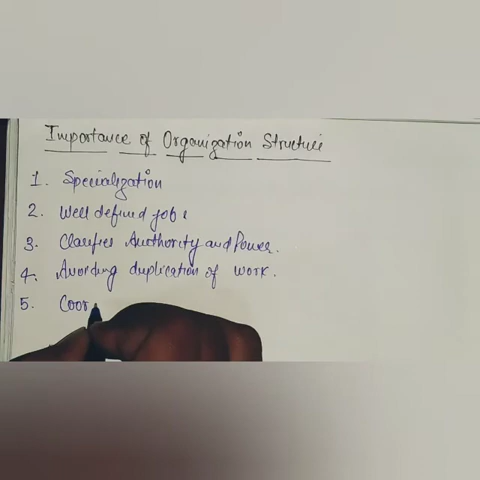 Importance of Organization Structure
1. Specialization
2. Well defined jobs
3. Clarifies Authority and Power.
4. Avoiding duplication of work.
5. Coor